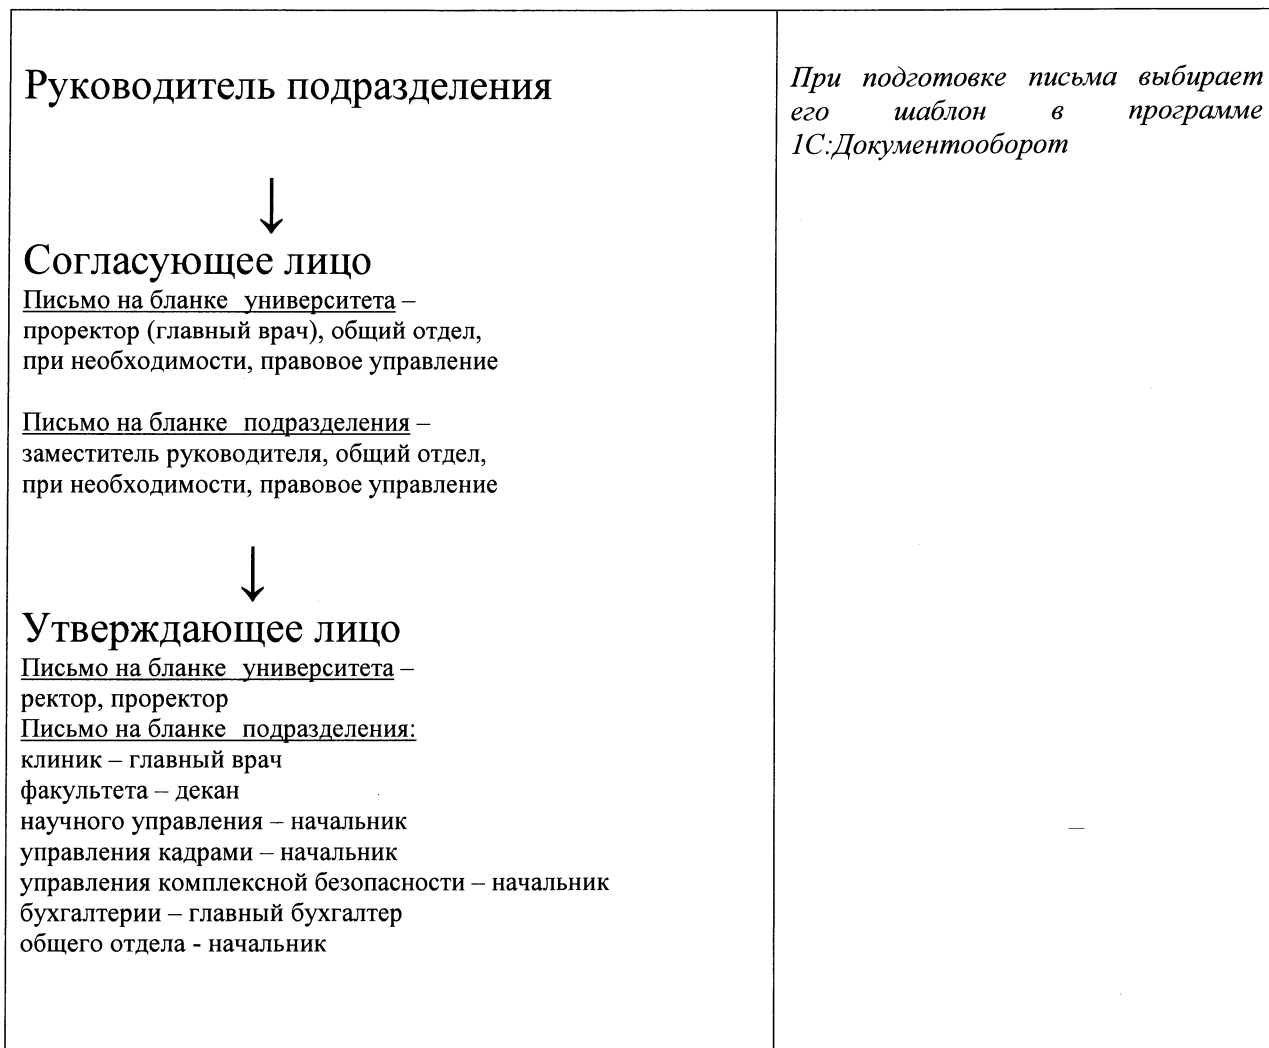 Руководитель подразделения
При подготовке письма выбирает
его шаблон в программе
1С:Документооборот
Согласующее лицо
Письмо на бланке университета –
проректор (главный врач), общий отдел,
при необходимости, правовое управление
Письмо на бланке подразделения –
заместитель руководителя, общий отдел,
при необходимости, правовое управление
Утверждающее лицо
Письмо на бланке университета –
ректор, проректор
Письмо на бланке подразделения:
клиник – главный врач
факультета – декан
научного управления – начальник
управления кадрами – начальник
управления комплексной безопасности – начальник
бухгалтерии – главный бухгалтер
общего отдела - начальник